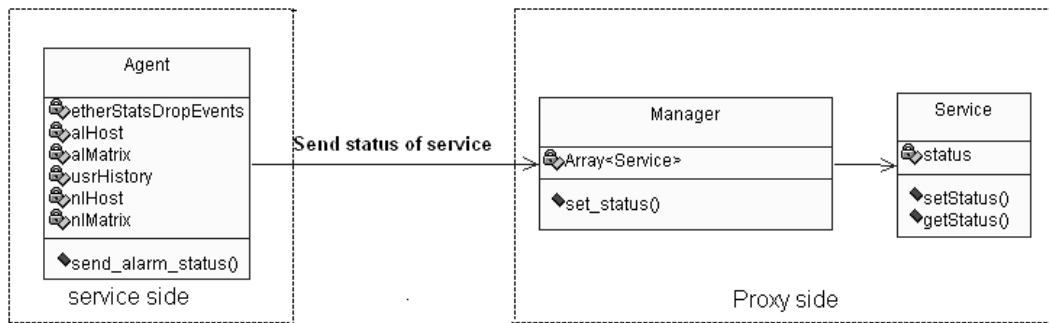 Agent
etherStatsDropEvents
alHost
alMatrix
usrHistory
nlHost
nlMatrix
send_alarm_status()
service side
Send status of service
Manager
Array<Service>
set_status()
Service
status
setStatus()
getStatus()
Proxy side